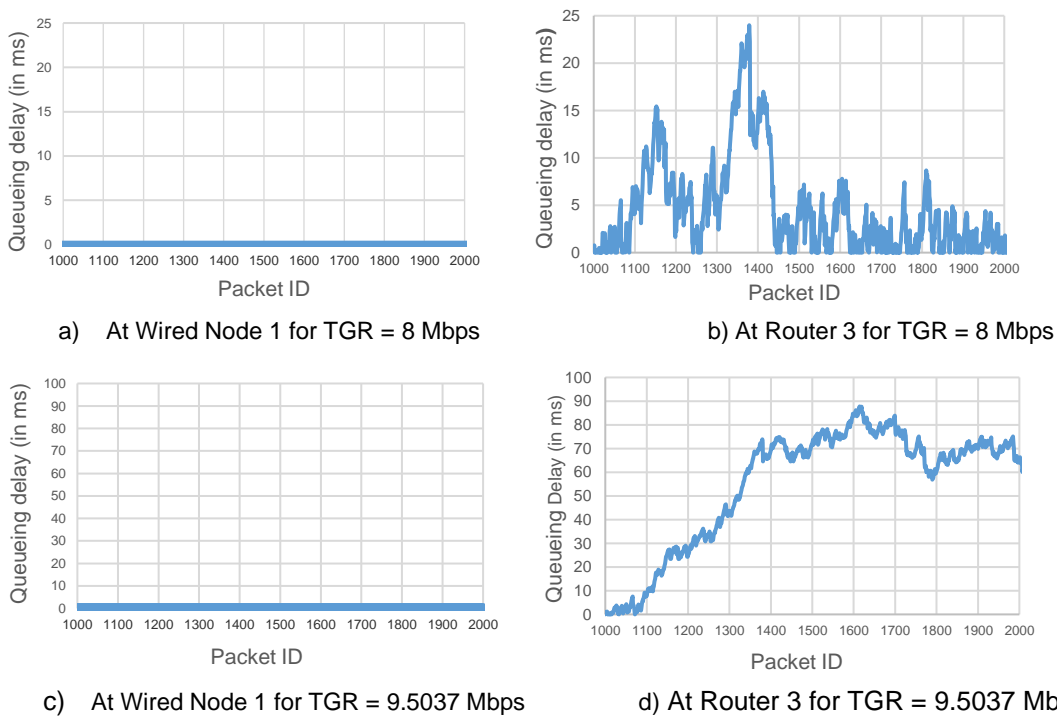 Queueing delay (in ms)
25
20
15
10
5
0
1000 1100 1200 1300 1400 1500 1600 1700 1800 1900 2000
Packet ID
a) At Wired Node 1 for TGR = 8 Mbps
Queueing delay (in ms)
25
20
15
10
5
0
1000 1100 1200 1300 1400 1500 1600 1700 1800 1900 2000
Packet ID
b) At Router 3 for TGR = 8 Mbps
Queueing delay (in ms)
100
90
80
70
60
50
40
30
20
10
0
1000 1100 1200 1300 1400 1500 1600 1700 1800 1900 2000
Packet ID
c) At Wired Node 1 for TGR = 9.5037 Mbps
Queueing Delay (in ms)
100
90
80
70
60
50
40
30
20
10
0
1000 1100 1200 1300 1400 1500 1600 1700 1800 1900 2000
Packet ID
d) At Router 3 for TGR = 9.5037 Mb